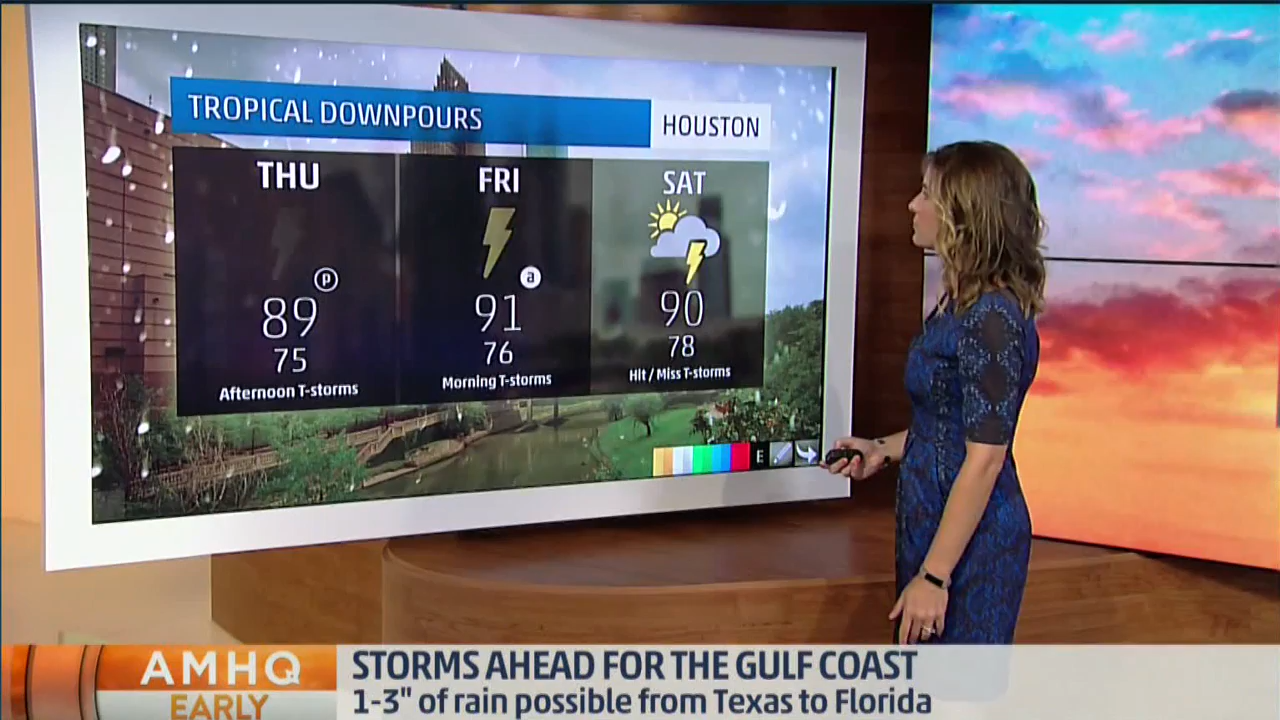 TROPICAL DOWNPOURS
HOUSTON
THU
P
89
75
Afternoon T-storms
FRI
a
91
76
Morning T-storms
SAT
90
78
Hit / Miss T-storms
E
AMHQ
EARLY
STORMS AHEAD FOR THE GULF COAST
1-3" of rain possible from Texas to Florida